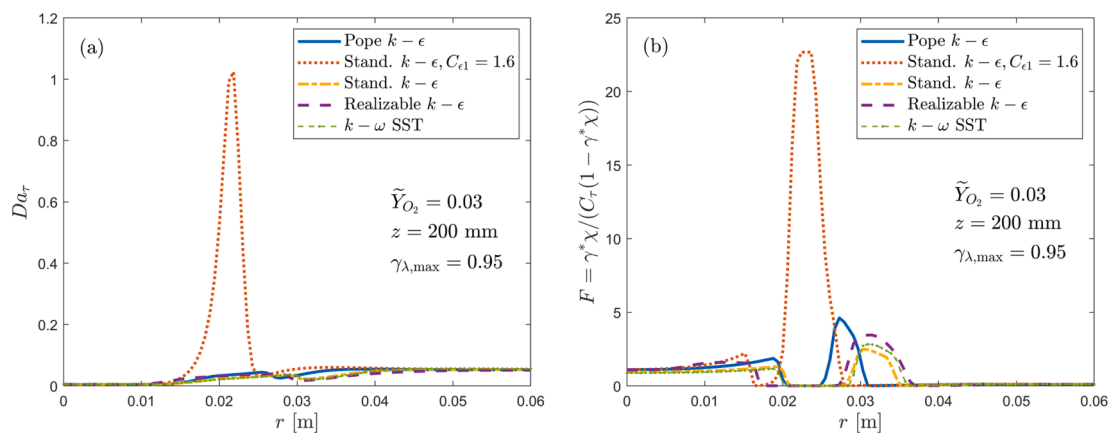 1.2
1
0.8
0.6
0.4
0.2
0
Da_τ
(a)
Pope k − ϵ
Stand. k − ϵ, C_ϵ1 = 1.6
Stand. k − ϵ
Realizable k − ϵ
k − ω SST
Ỹ_O₂ = 0.03
z = 200 mm
γ_λ,max = 0.95
0 0.01 0.02 0.03 0.04 0.05 0.06
r [m]
25
20
15
10
5
0
F = γ*χ/(C_τ(1 − γ*χ))
(b)
Pope k − ϵ
Stand. k − ϵ, C_ϵ1 = 1.6
Stand. k − ϵ
Realizable k − ϵ
k − ω SST
Ỹ_O₂ = 0.03
z = 200 mm
γ_λ,max = 0.95
0 0.01 0.02 0.03 0.04 0.05 0.06
r [m]